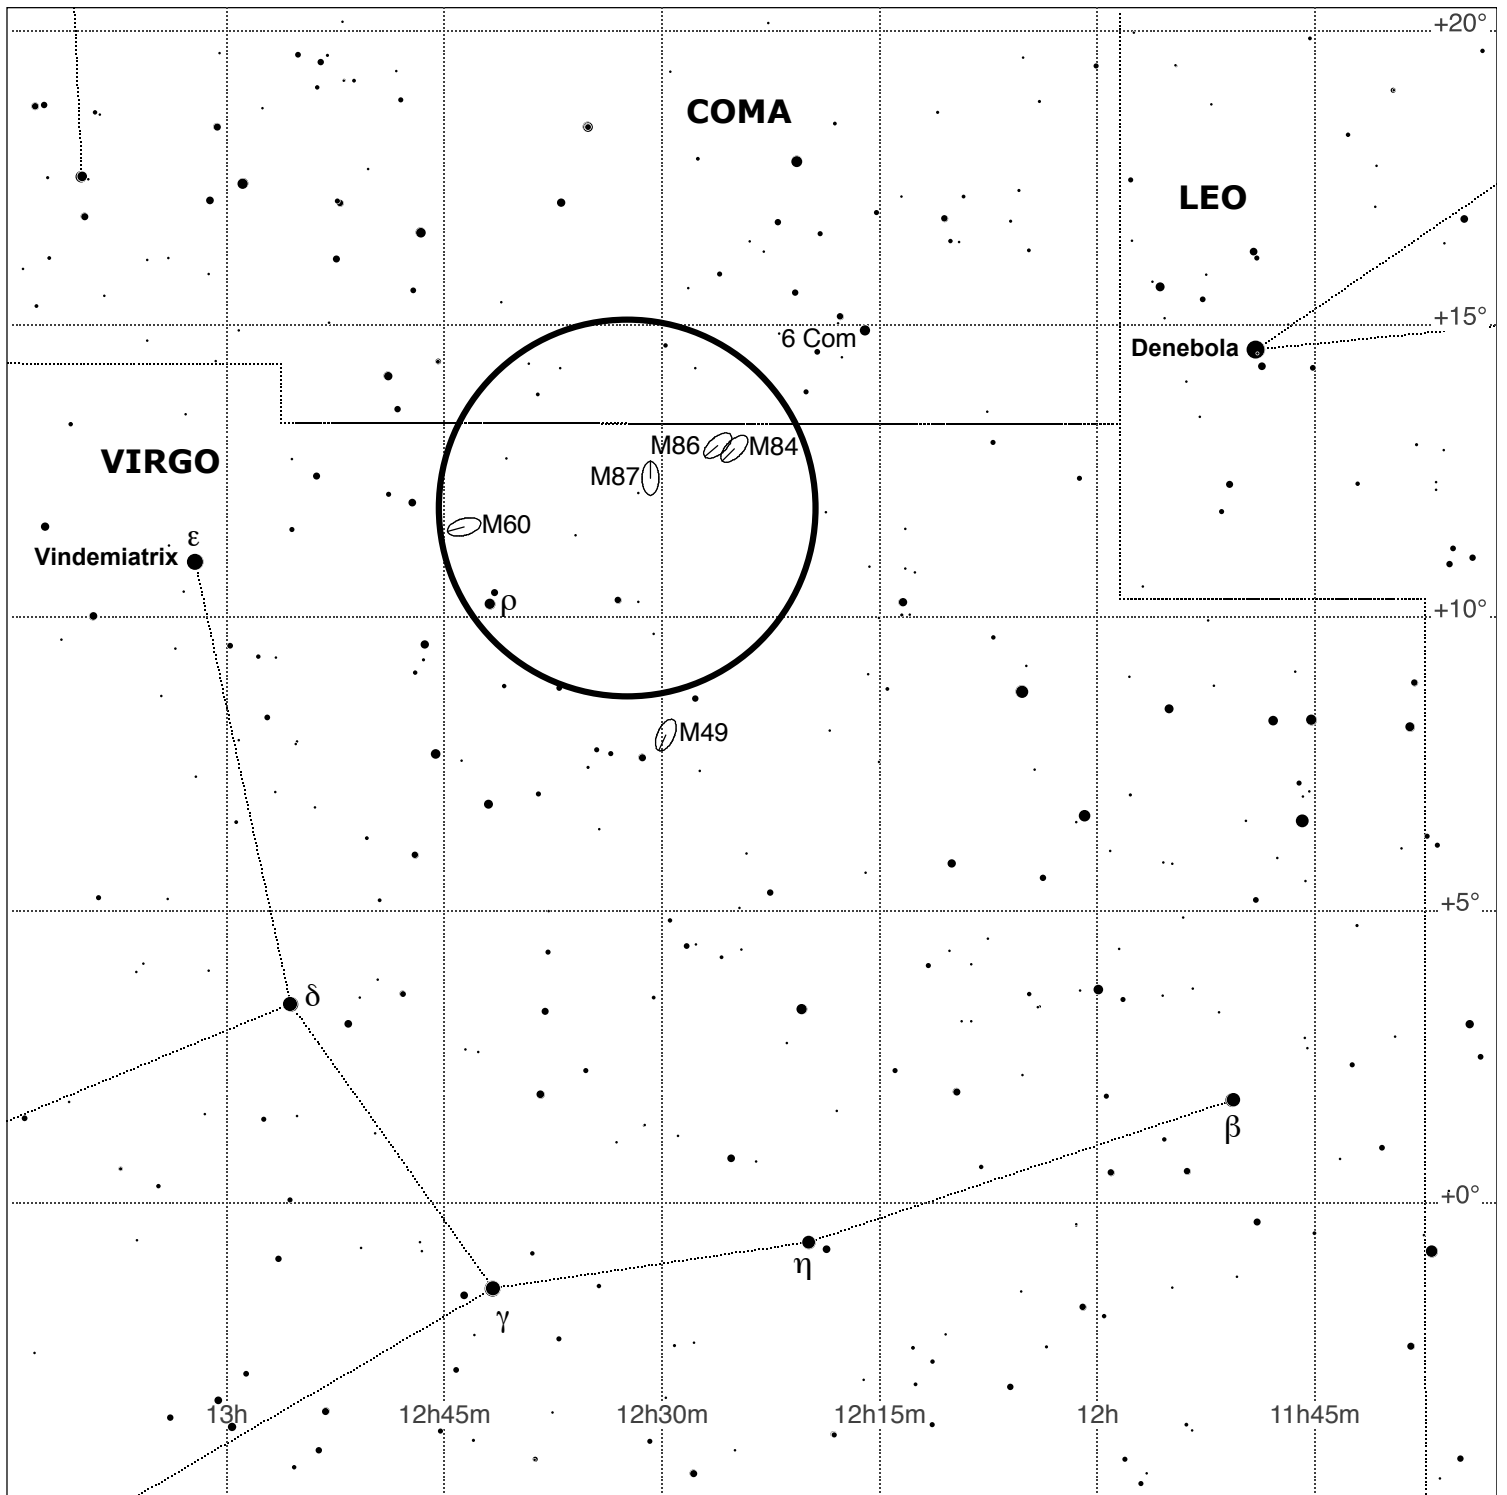 +20°
COMA
LEO
+15°
6 Com
Denebola
M86
M84
VIRGO
M87
M60
ε
Vindemiatrix
ρ
+10°
M49
+5°
δ
β
+0°
η
γ
13h
12h45m
12h30m
12h15m
12h
11h45m